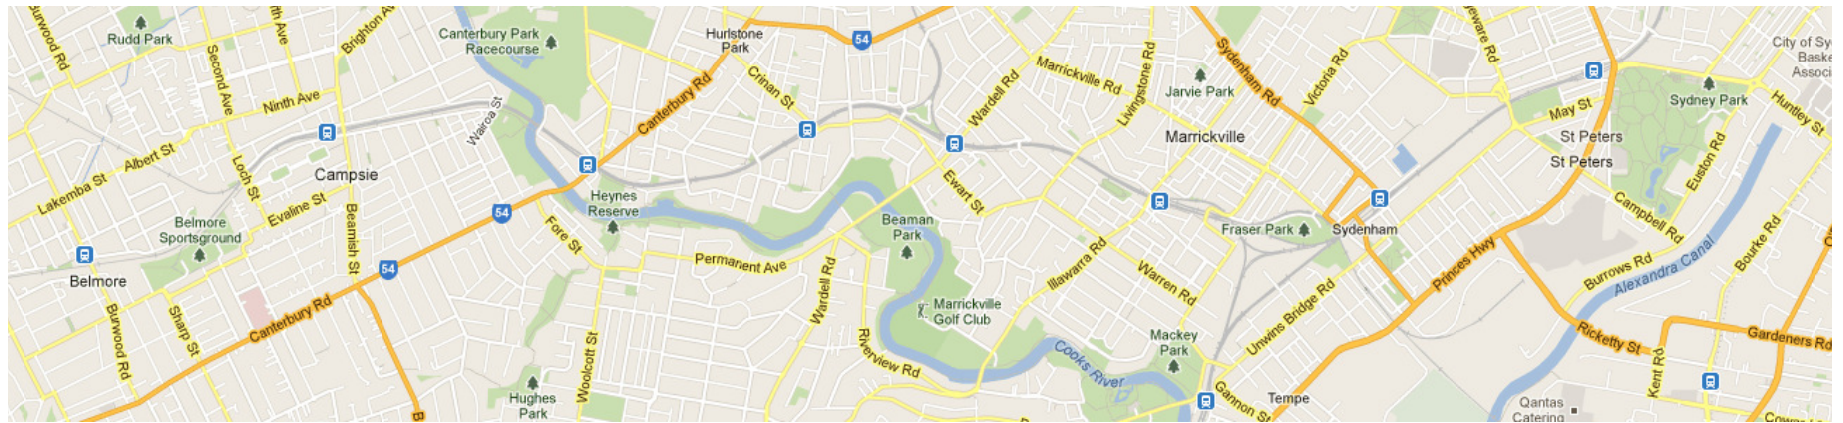 Burwood Rd
Rudd Park
Second Ave
Brighton
Canterbury Park
Racecourse
Hurlstone
Park
54
Sydenham Rd
Victoria Rd
Livingstone Rd
Marrickville Rd
Jarvie Park
Wardell Rd
Crinan St
Canterbury Rd
Wairoa St
Ninth Ave
Albert St
Lakemba St
Loch St
Campsie
Evaline St
Beamish St
Belmore
Sportsground
Belmore
Burwood Rd
Sharp St
Canterbury Rd
54
54
Fore St
Heynes
Reserve
Permanent Ave
Woolcott St
Hughes
Park
Wardell Rd
Riverview Rd
Beaman
Park
Marrickville
Golf Club
Ewart St
Illawarra Rd
Warren Rd
Cooks River
Mackey
Park
Marrickville
Fraser Park
Sydenham
Unwins Bridge Rd
Princes Hwy
Gannon St
Tempe
May St
St Peters
St Peters
Campbell Rd
Euston Rd
Sydney Park
Huntley St
City of Sy
Baske
Associ
Burrows Rd
Alexandra Canal
Bourke Rd
Ricketty St
Kent Rd
Gardeners Rd
Qantas
Catering